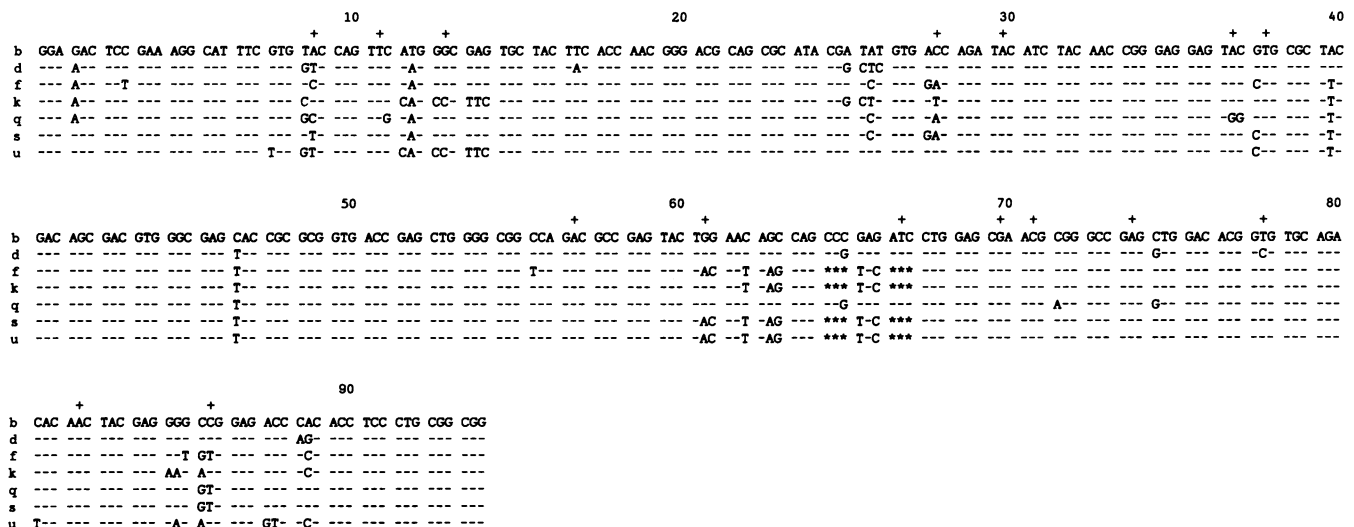 10 20 30 40
+ + + + + + +
b GGA GAC TCC GAA AGG CAT TTC GTG TAC CAG TTC ATG GGC GAG TGC TAC TTC ACC AAC GGG ACG CAG CGC ATA CGA TAT GTG ACC AGA TAC ATC TAC AAC CGG GAG GAG TAC GTG CGC TAC
d --- A-- --- --- --- --- --- --- GT- --- --- -A- --- --- --- --- -A- --- --- --- --- --- --- --- --G CTC --- --- --- --- --- --- --- --- --- --- --- --- --- ---
f --- A-- --T --- --- --- --- --- -C- --- --- -A- --- --- --- --- --- --- --- --- --- --- --- --- --- -C- --- GA- --- --- --- --- --- --- --- --- --- C-- --- -T-
k --- A-- --- --- --- --- --- --- C-- --- --- CA- CC- TTC --- --- --- --- --- --- --- --- --- --- --G CT- --- -T- --- --- --- --- --- --- --- --- --- --- --- -T-
q --- A-- --- --- --- --- --- --- GC- --- --G -A- --- --- --- --- --- --- --- --- --- --- --- --- --- -C- --- -A- --- --- --- --- --- --- --- --- -GG --- --- -T-
s --- --- --- --- --- --- --- --- -T- --- --- -A- --- --- --- --- --- --- --- --- --- --- --- --- --- -C- --- GA- --- --- --- --- --- --- --- --- --- C-- --- -T-
u --- --- --- --- --- --- --- T-- GT- --- --- CA- CC- TTC --- --- --- --- --- --- --- --- --- --- --- --- --- --- --- --- --- --- --- --- --- --- --- C-- --- -T-
50 60 70 80
+ + + + + + +
b GAC AGC GAC GTG GGC GAG CAC CGC GCG GTG ACC GAG CTG GGG CGG CCA GAC GCC GAG TAC TGG AAC AGC CAG CCC GAG ATC CTG GAG CGA ACG CGG GCC GAG CTG GAC ACG GTG TGC AGA
d --- --- --- --- --- --- T-- --- --- --- --- --- --- --- --- --- --- --- --- --- --- --- --- --- --G --- --- --- --- --- --- --- --- --- G-- --- --- -C- --- ---
f --- --- --- --- --- --- T-- --- --- --- --- --- --- --- --- T-- --- --- --- --- -AC --T -AG --- *** T-C *** --- --- --- --- --- --- --- --- --- --- --- --- ---
k --- --- --- --- --- --- T-- --- --- --- --- --- --- --- --- --- --- --- --- --- --- --T -AG --- *** T-C *** --- --- --- --- --- --- --- --- --- --- --- --- ---
q --- --- --- --- --- --- T-- --- --- --- --- --- --- --- --- --- --- --- --- --- --- --- --- --- --G --- --- --- --- --- --- A-- --- --- G-- --- --- --- --- ---
s --- --- --- --- --- --- T-- --- --- --- --- --- --- --- --- --- --- --- --- --- -AC --T -AG --- *** T-C *** --- --- --- --- --- --- --- --- --- --- --- --- ---
u --- --- --- --- --- --- T-- --- --- --- --- --- --- --- --- --- --- --- --- --- -AC --T -AG --- *** T-C *** --- --- --- --- --- --- --- --- --- --- --- --- ---
90
+ +
b CAC AAC TAC GAG GGG CCG GAG ACC CAC ACC TCC CTG CGG CGG
d --- --- --- --- --- --- --- --- AG- --- --- --- --- ---
f --- --- --- --- --T GT- --- --- -C- --- --- --- --- ---
k --- --- --- --- AA- A-- --- --- -C- --- --- --- --- ---
q --- --- --- --- --- GT- --- --- --- --- --- --- --- ---
s --- --- --- --- --- GT- --- --- --- --- --- --- --- ---
u T-- --- --- --- -A- A-- --- GT- -C- --- --- --- --- ---